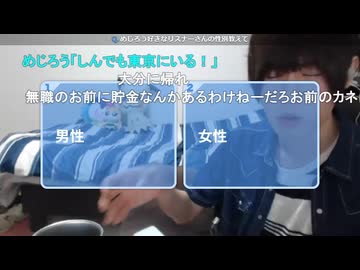 めじろう好きなリスナーさんの性別教えて
めじろう「しんでも東京にいる！」
大分に帰れ
無職のお前に貯金なんかあるわけねーだろお前のカネ
1
2
男性
女性